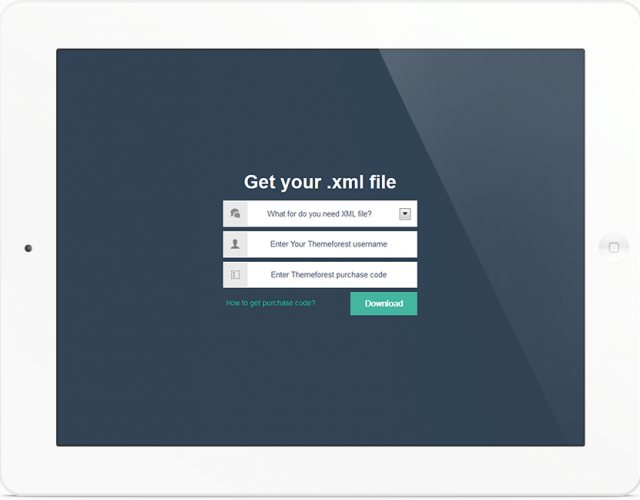 Get your .xml file
What for do you need XML file?
Enter Your Themeforest username
Enter Themeforest purchase code
How to get purchase code?
Download